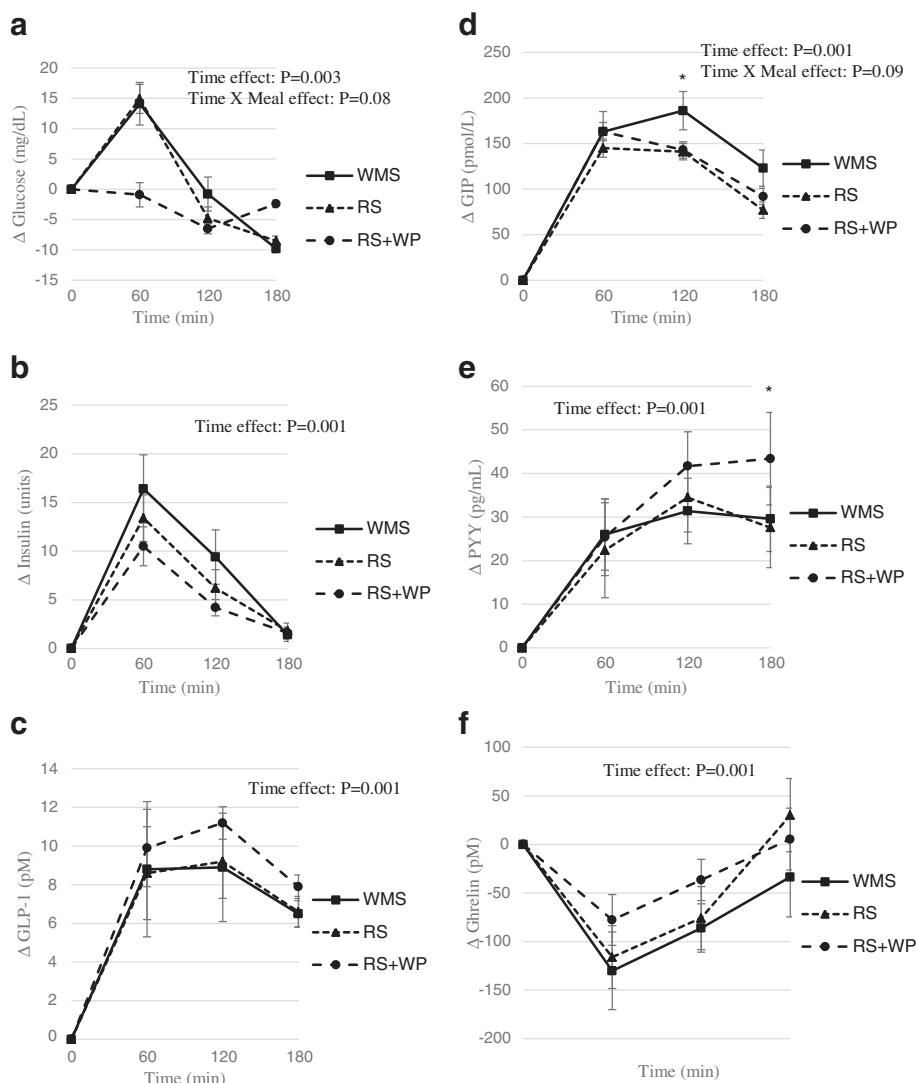 a
Δ Glucose (mg/dL)
20
15
10
5
0
-5
-10
-15
0 60 120 180
Time (min)
Time effect: P=0.003
Time X Meal effect: P=0.08
WMS
RS
RS+WP
d
Δ GIP (pmol/L)
250
200
150
100
50
0
0 60 120 180
Time (min)
Time effect: P=0.001
Time X Meal effect: P=0.09
*
WMS
RS
RS+WP
b
Δ Insulin (units)
25
20
15
10
5
0
0 60 120 180
Time (min)
Time effect: P=0.001
WMS
RS
RS+WP
e
Δ PYY (pg/mL)
60
50
40
30
20
10
0
0 60 120 180
Time (min)
Time effect: P=0.001
*
WMS
RS
RS+WP
c
Δ GLP-1 (pM)
14
12
10
8
6
4
2
0
0 60 120 180
Time (min)
Time effect: P=0.001
WMS
RS
RS+WP
f
Δ Ghrelin (pM)
100
50
0
-50
-100
-150
-200
Time (min)
Time effect: P=0.001
WMS
RS
RS+WP